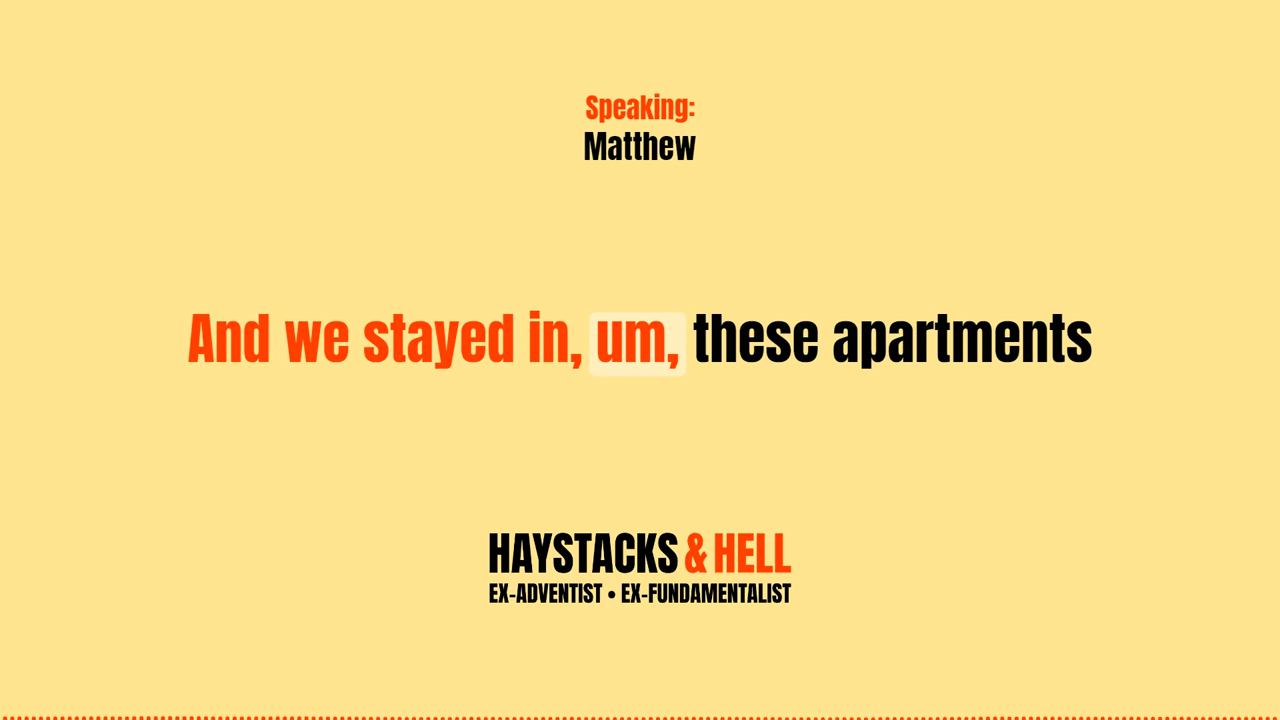 Speaking:
Matthew
And we stayed in, um, these apartments
HAYSTACKS & HELL
EX-ADVENTIST • EX-FUNDAMENTALIST